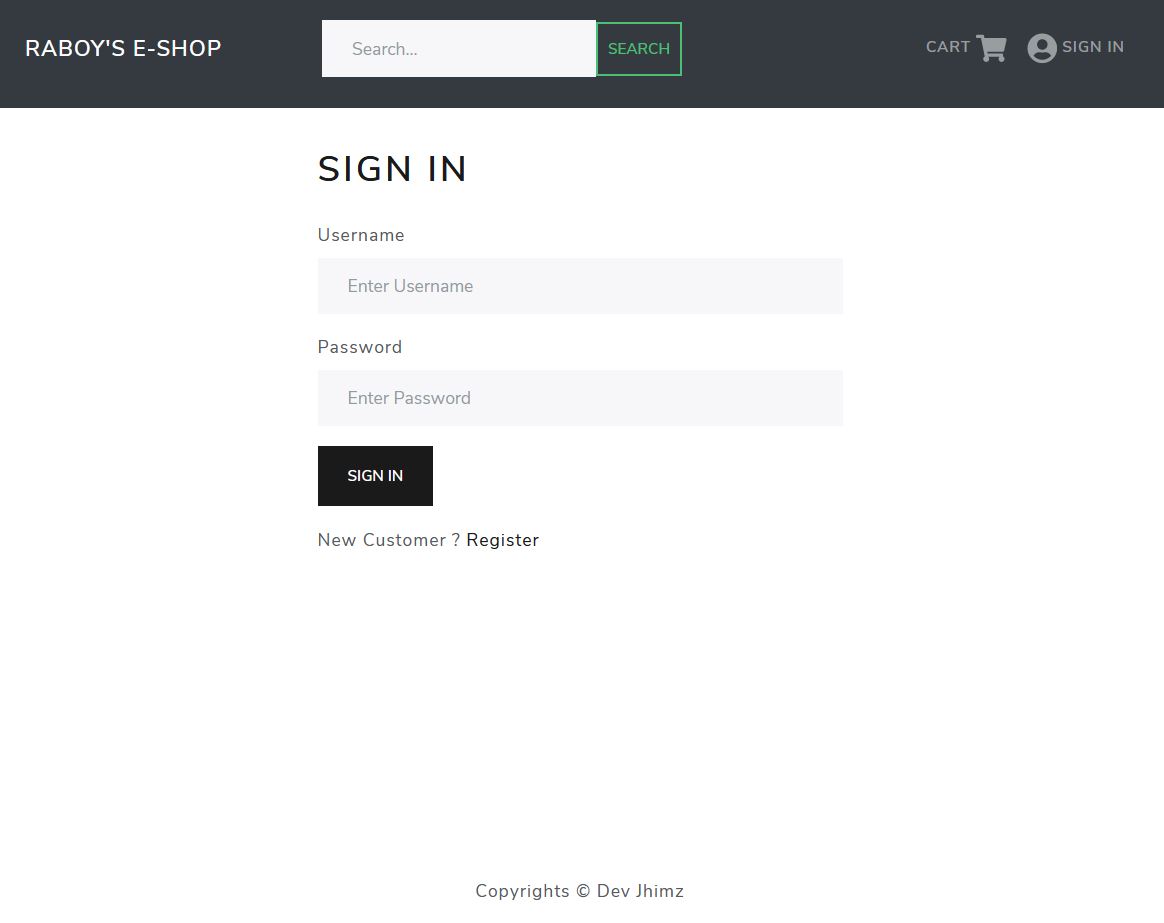 RABOY'S E-SHOP
Search...
SEARCH
CART
SIGN IN
SIGN IN
Username
Enter Username
Password
Enter Password
SIGN IN
New Customer ? Register
Copyrights © Dev Jhimz